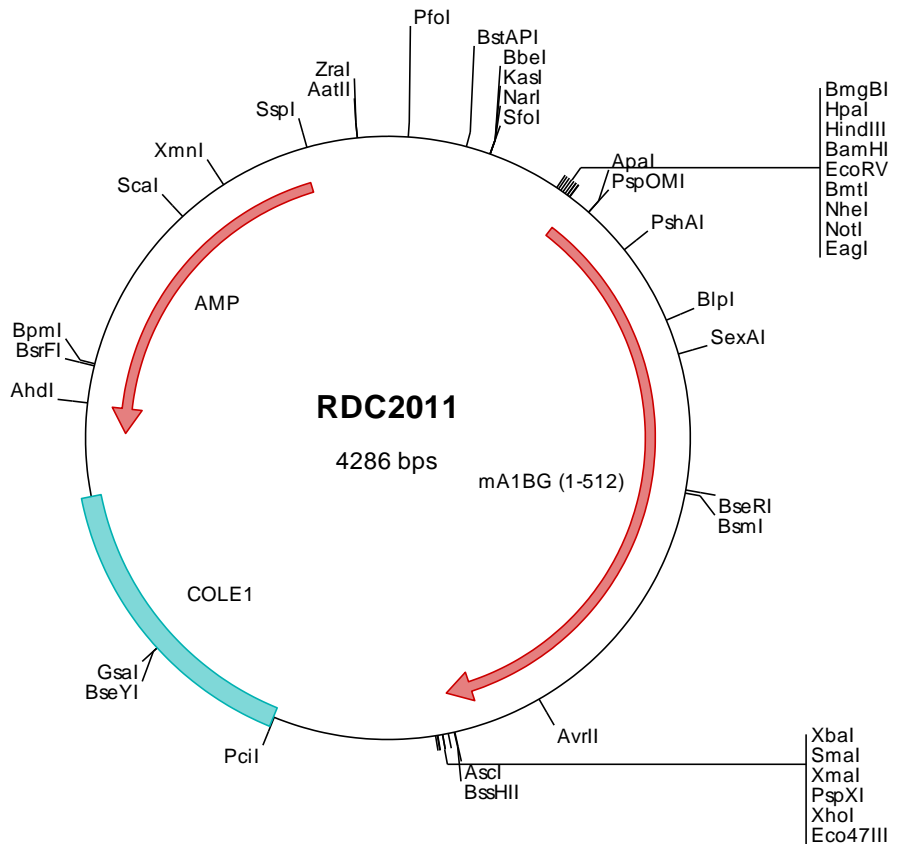 PfoI
BstAPI
BbeI
KasI
NarI
SfoI
ZraI
AatII
SspI
XmnI
ScaI
BpmI
BsrFI
AhdI
ApaI
PspOMI
PshAI
BlpI
SexAI
BmgBI
HpaI
HindIII
BamHI
EcoRV
BmtI
NheI
NotI
EagI
AMP
RDC2011
4286 bps
mA1BG (1-512)
BseRI
BsmI
COLE1
GsaI
BseYI
PciI
AvrII
AscI
BssHII
XbaI
SmaI
XmaI
PspXI
XhoI
Eco47III